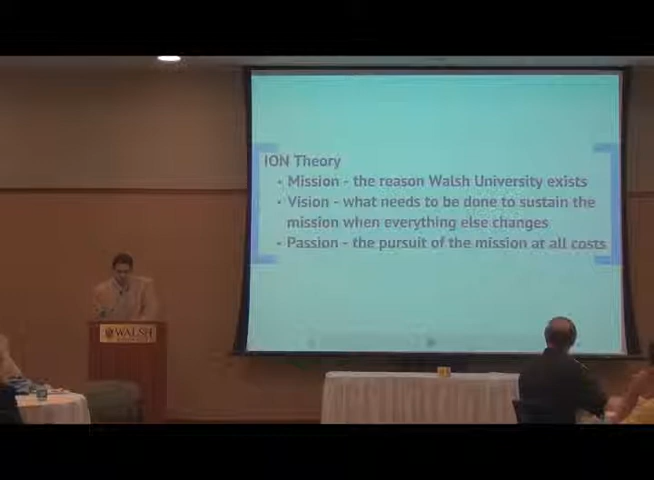 ION Theory
• Mission - the reason Walsh University exists
• Vision - what needs to be done to sustain the
mission when everything else changes
• Passion - the pursuit of the mission at all costs
WALSH